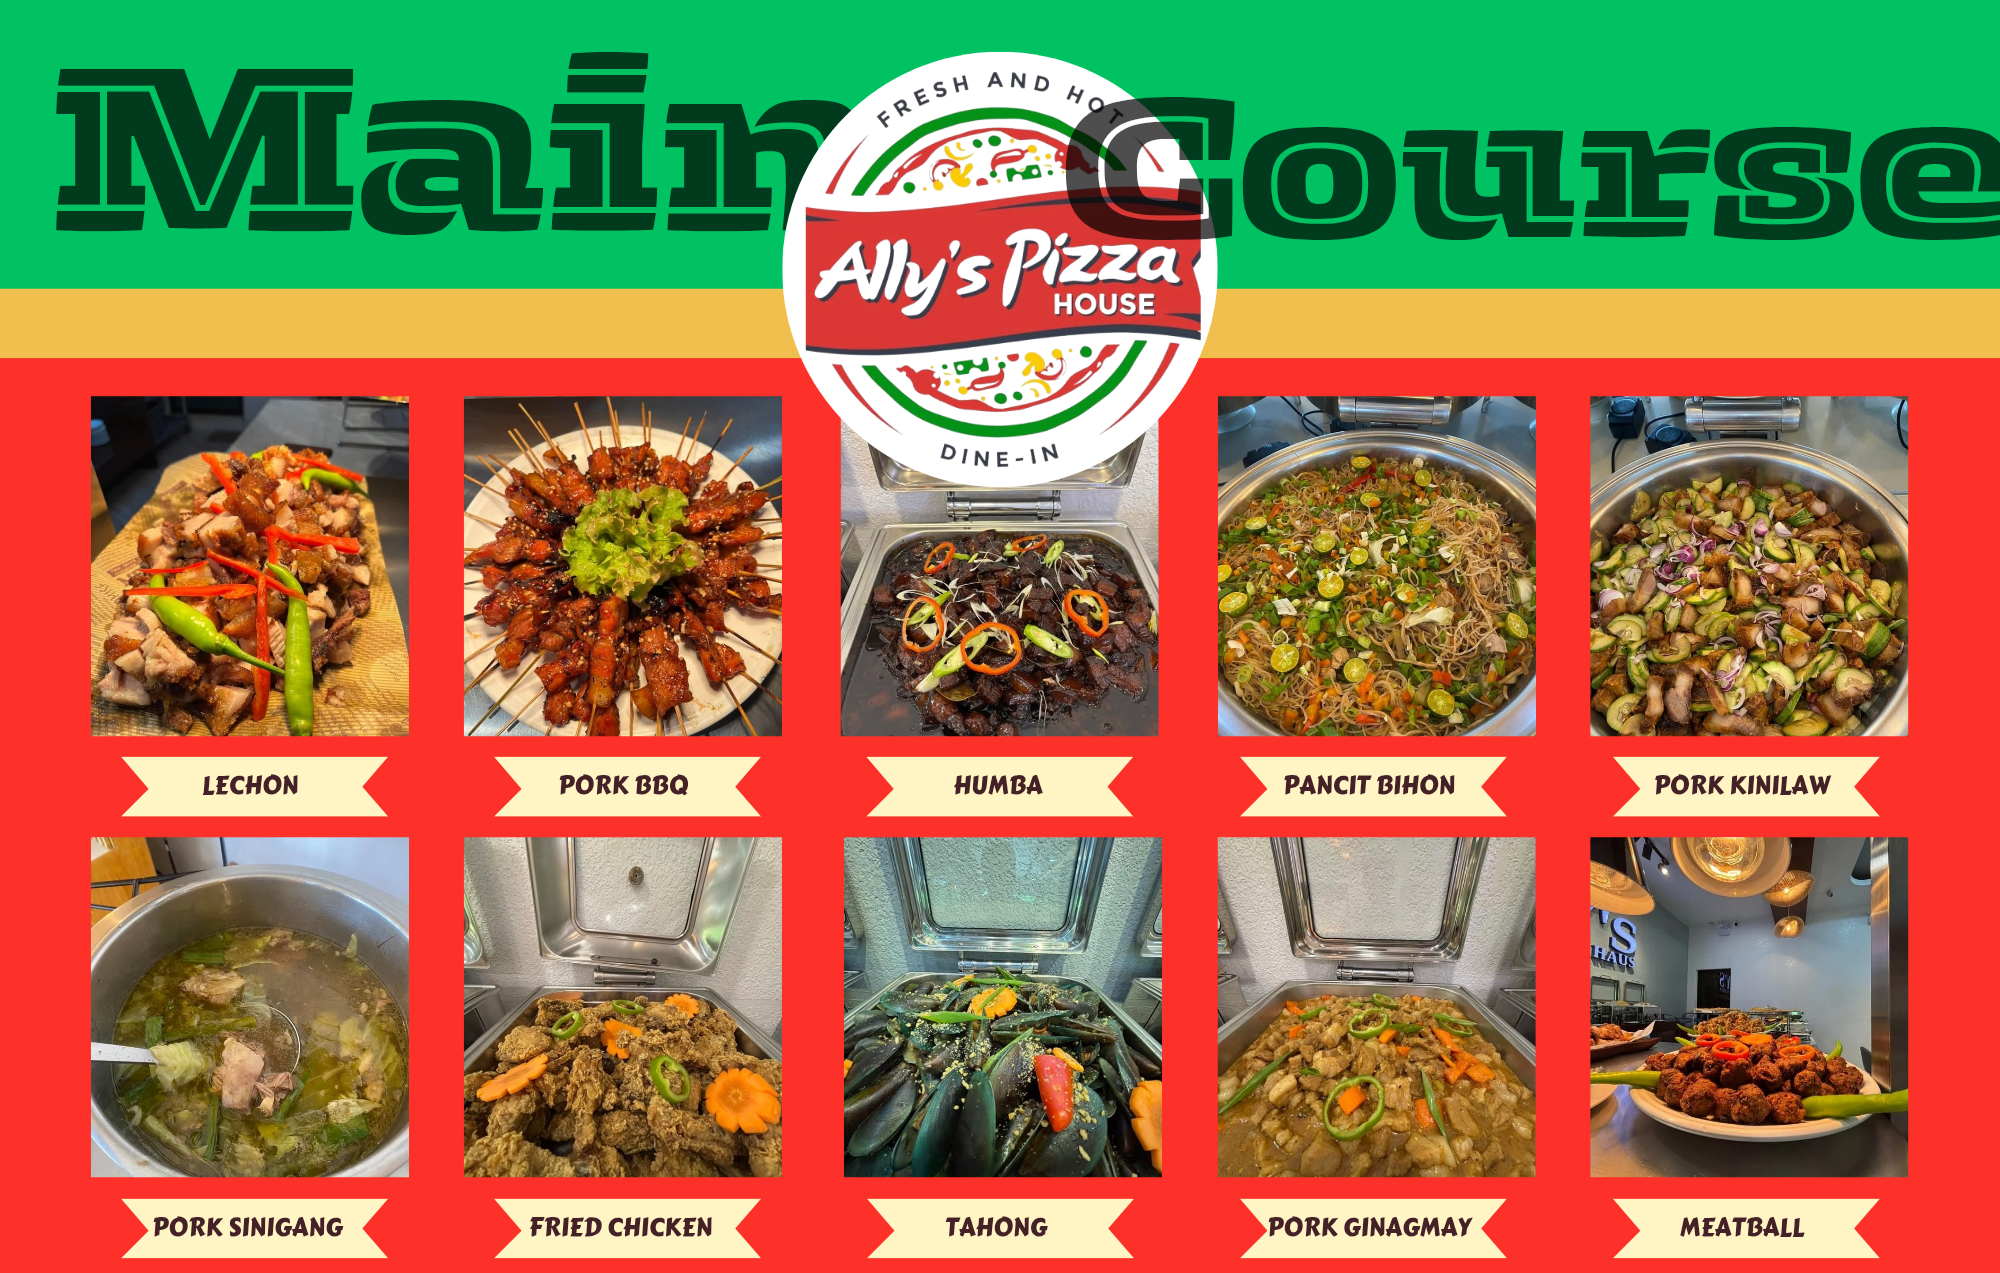 Main Course
FRESH AND HOT
Ally's Pizza
HOUSE
DINE-IN
LECHON
PORK BBQ
HUMBA
PANCIT BIHON
PORK KINILAW
'S
HAUS
PORK SINIGANG
FRIED CHICKEN
TAHONG
PORK GINAGMAY
MEATBALL